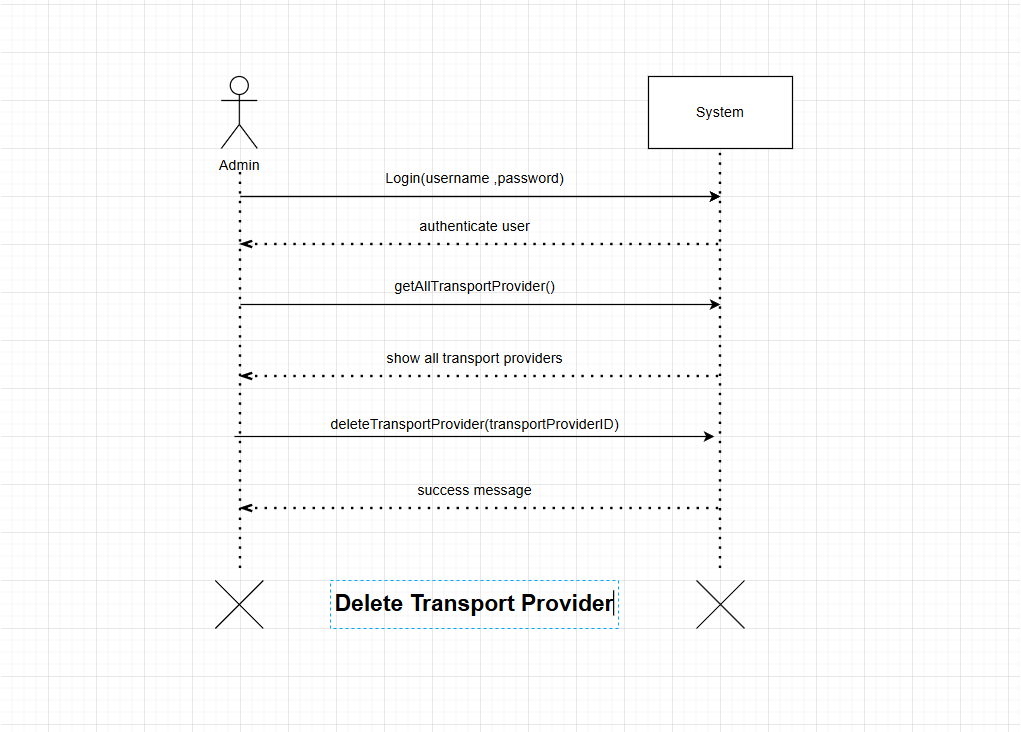 System
Admin
Login(username ,password)
authenticate user
getAllTransportProvider()
show all transport providers
deleteTransportProvider(transportProviderID)
success message
Delete Transport Provider